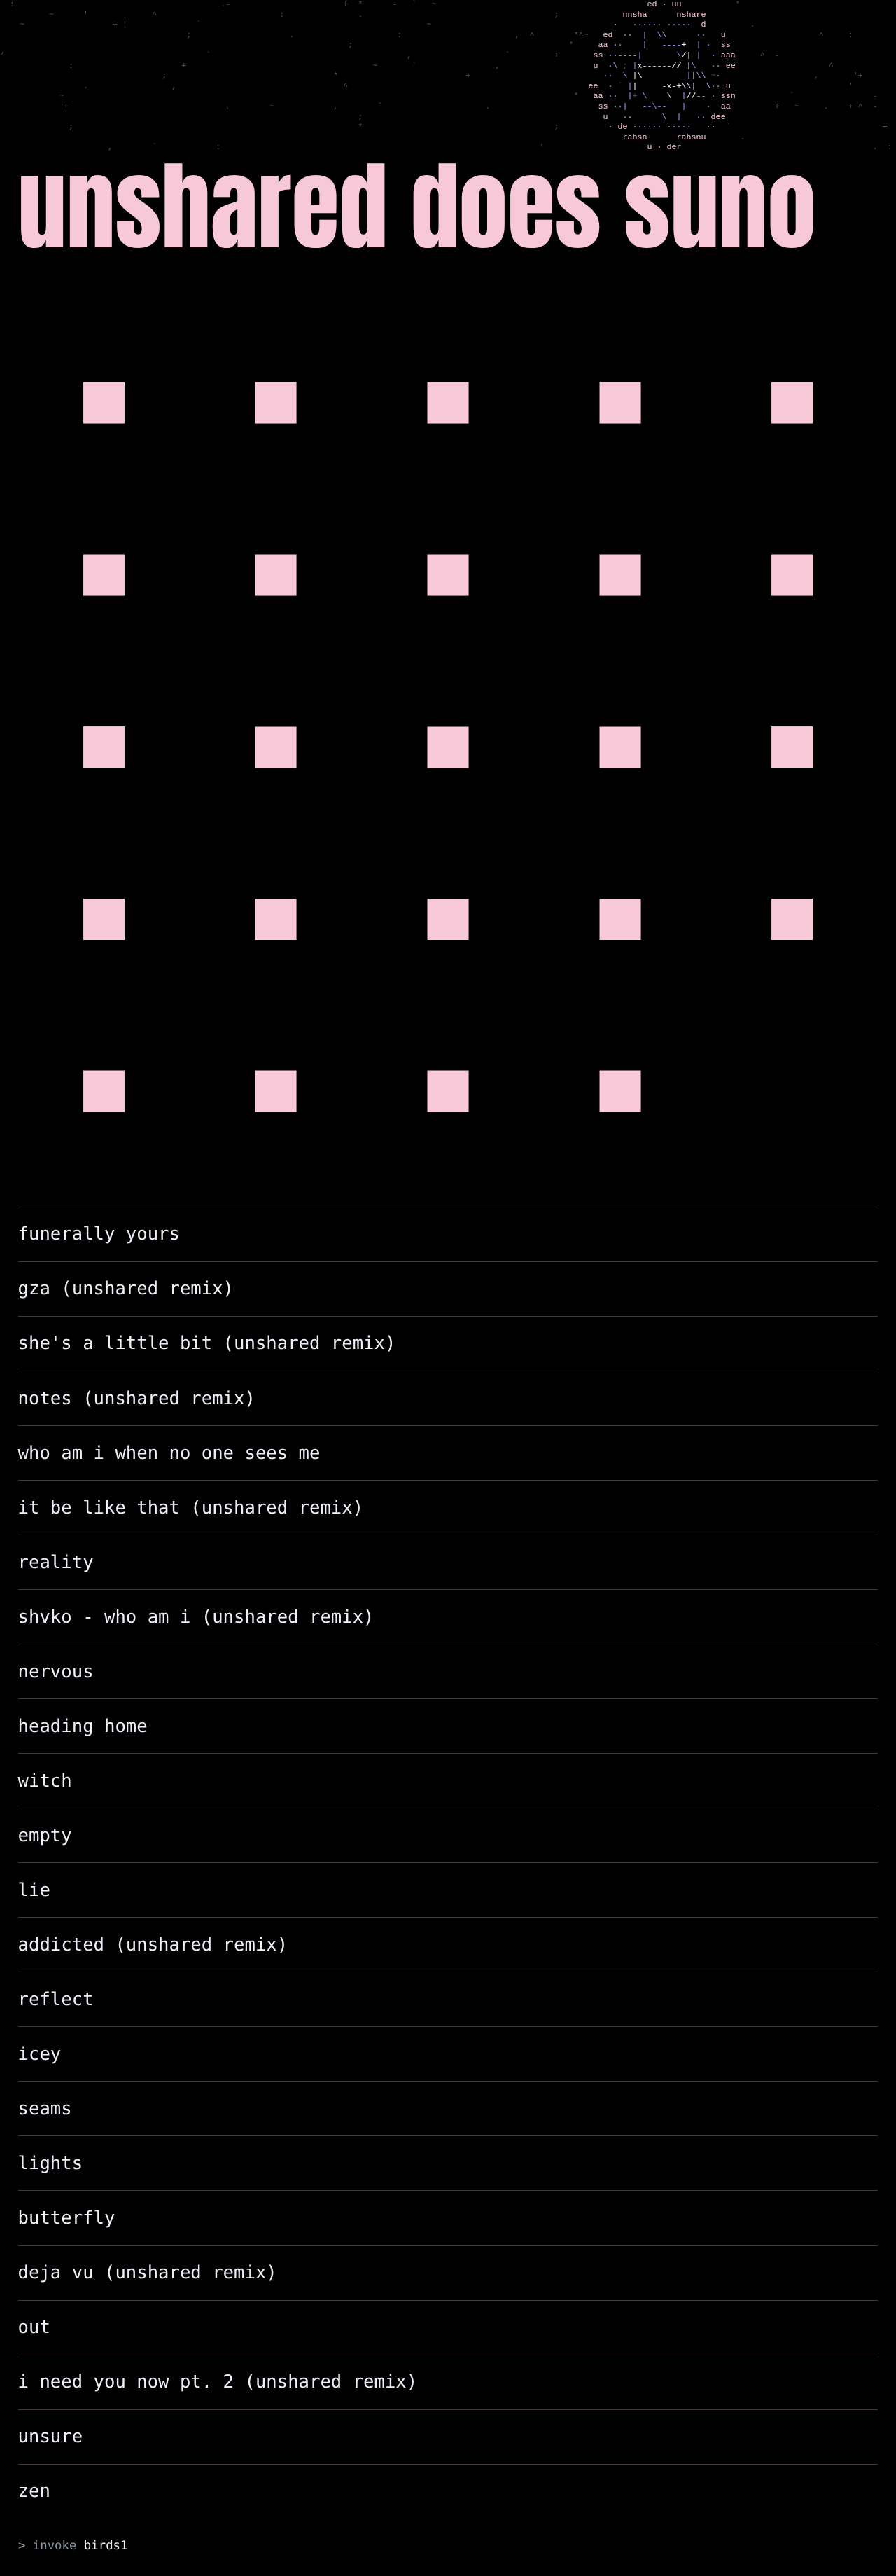 unshared does suno
funerally yours
gza (unshared remix)
she's a little bit (unshared remix)
notes (unshared remix)
who am i when no one sees me
it be like that (unshared remix)
reality
shvko - who am i (unshared remix)
nervous
heading home
witch
empty
lie
addicted (unshared remix)
reflect
icey
seams
lights
butterfly
deja vu (unshared remix)
out
i need you now pt. 2 (unshared remix)
unsure
zen
> invoke birds1